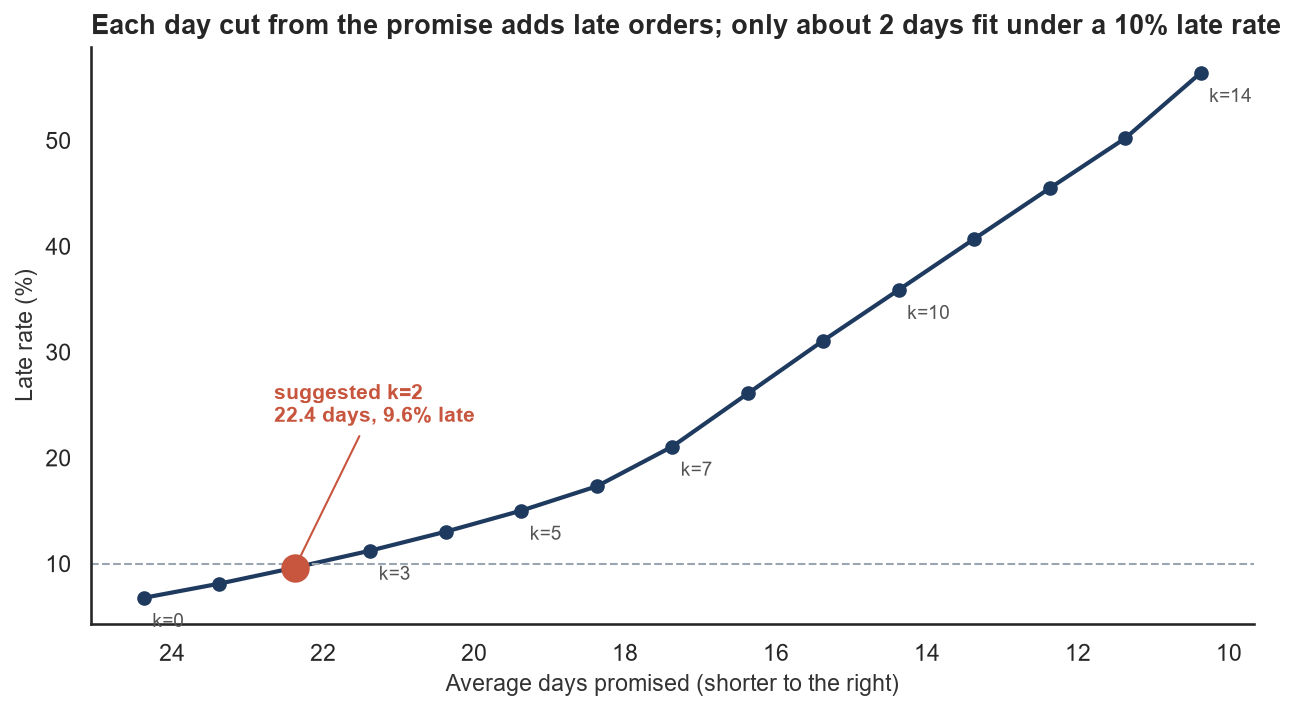 Each day cut from the promise adds late orders; only about 2 days fit under a 10% late rate
Late rate (%)
50
40
30
20
10
suggested k=2
22.4 days, 9.6% late
k=0
k=3
k=5
k=7
k=10
k=14
24
22
20
18
16
14
12
10
Average days promised (shorter to the right)